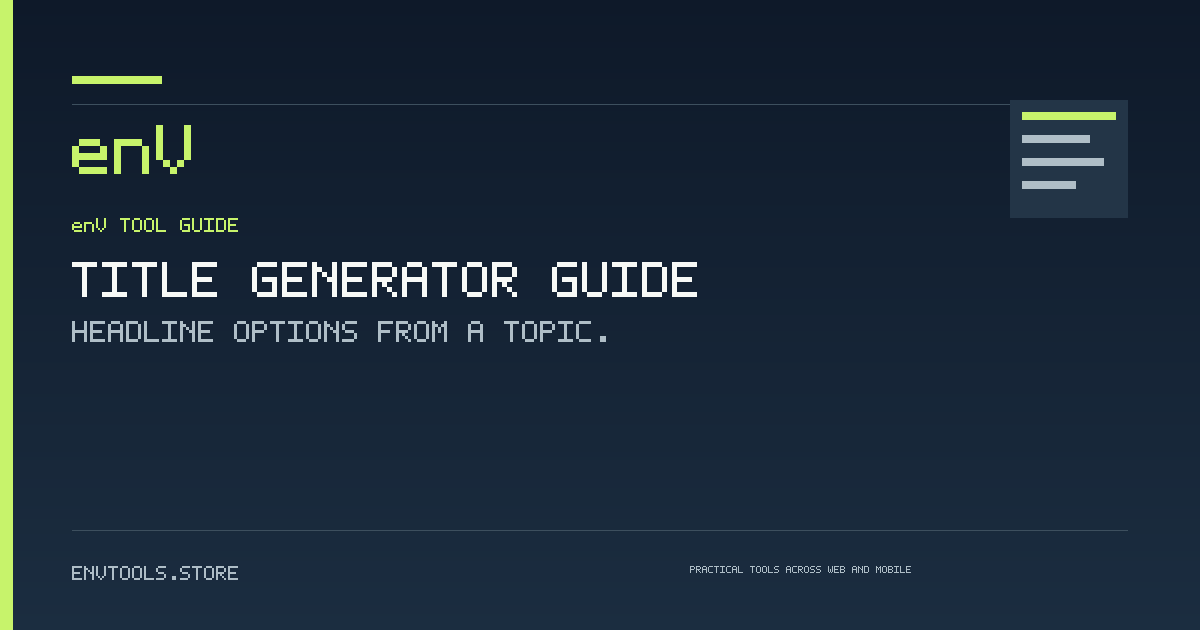 enV
enV TOOL GUIDE
TITLE GENERATOR GUIDE
HEADLINE OPTIONS FROM A TOPIC.
ENVTOOLS.STORE
PRACTICAL TOOLS ACROSS WEB AND MOBILE